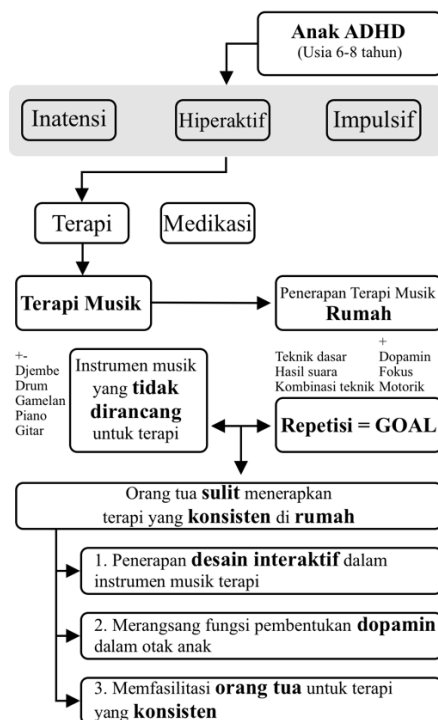 Anak ADHD
(Usia 6-8 tahun)
Inatensi
Hiperaktif
Impulsif
Terapi
Medikasi
Terapi Musik
Penerapan Terapi Musik
Rumah
+-
Djembe
Drum
Gamelan
Piano
Gitar
Instrumen musik
yang tidak
dirancang
untuk terapi
Teknik dasar
Hasil suara
Kombinasi teknik
+
Dopamin
Fokus
Motorik
Repetisi = GOAL
Orang tua sulit menerapkan
terapi yang konsisten di rumah
1. Penerapan desain interaktif dalam
instrumen musik terapi
2. Merangsang fungsi pembentukan dopamin
dalam otak anak
3. Memfasilitasi orang tua untuk terapi
yang konsisten